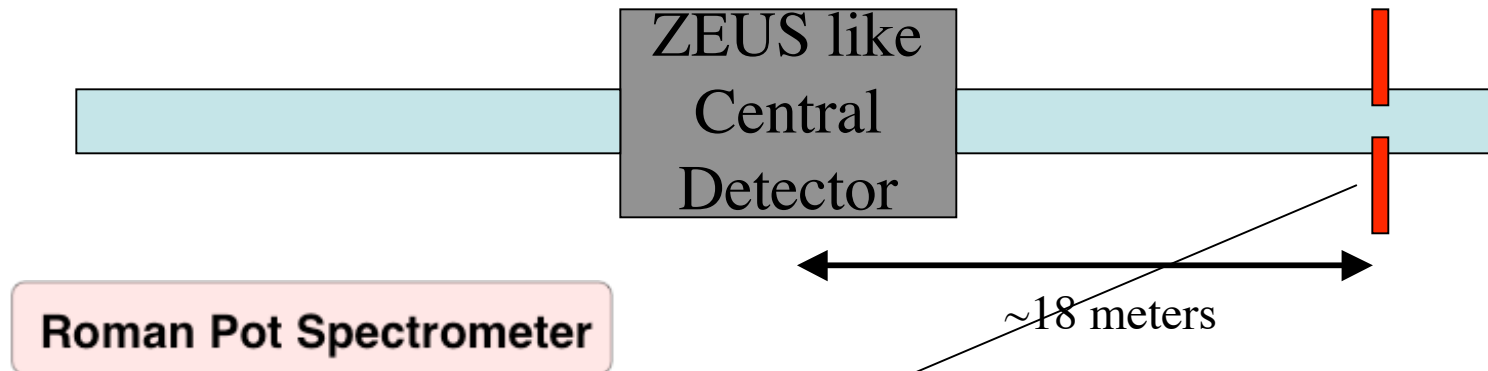 ZEUS like
Central
Detector
~18 meters
Roman Pot Spectrometer